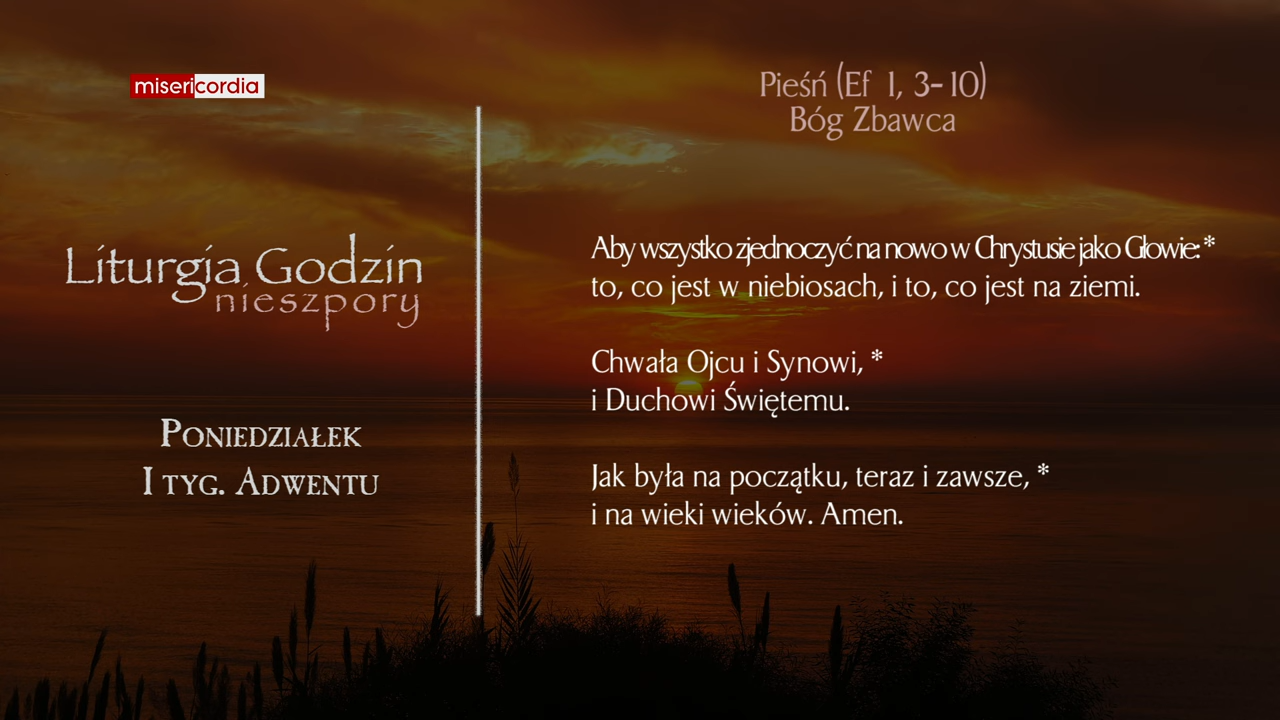 misericordia
Liturgia Godzin
nieszpory
Poniedziałek
I tyg. Adwentu
Pieśń (Ef 1, 3-10)
Bóg Zbawca
Aby wszystko zjednoczyć na nowo w Chrystusie jako Głowie: *
to, co jest w niebiosach, i to, co jest na ziemi.
Chwała Ojcu i Synowi, *
i Duchowi Świętemu.
Jak była na początku, teraz i zawsze, *
i na wieki wieków. Amen.